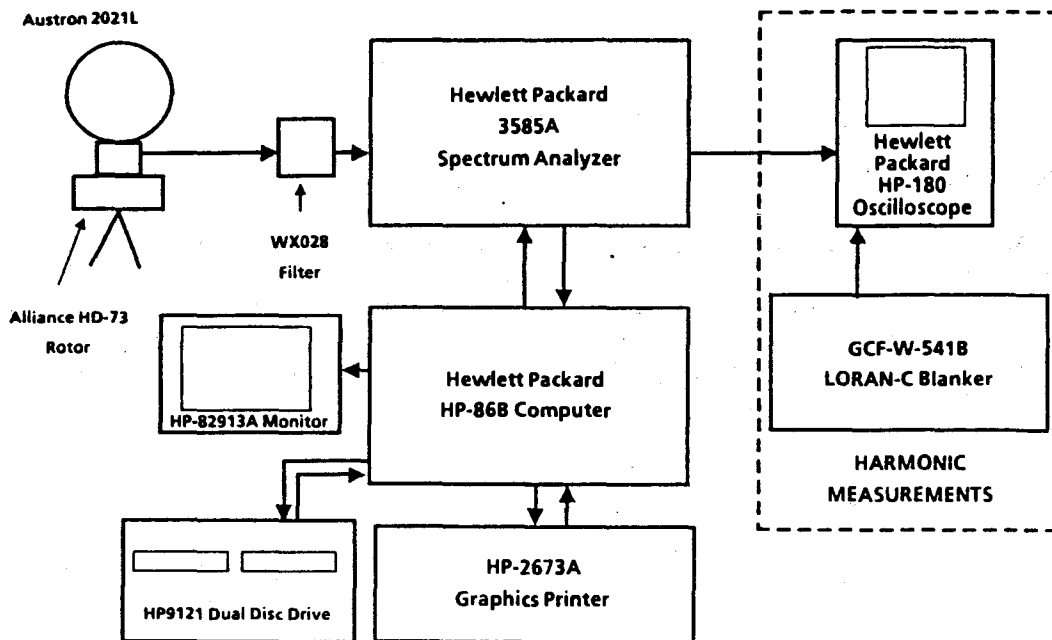 Austron 2021L
Hewlett Packard
3585A
Spectrum Analyzer
Hewlett
Packard
HP-180
Oscilloscope
WX028
Filter
Alliance HD-73
Rotor
HP-82913A Monitor
Hewlett Packard
HP-86B Computer
GCF-W-541B
LORAN-C Blanker
HARMONIC
MEASUREMENTS
HP9121 Dual Disc Drive
HP-2673A
Graphics Printer